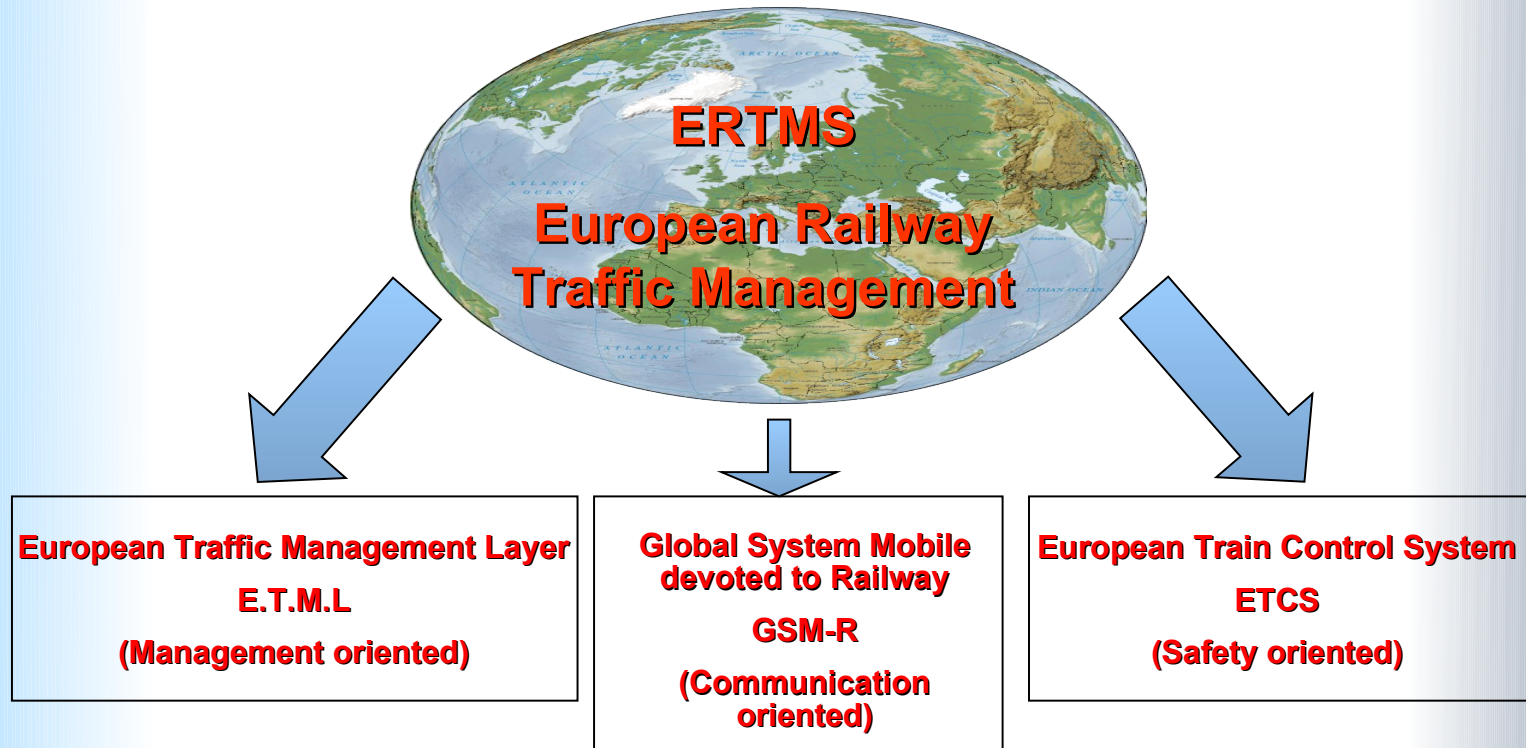 ARCTIC OCEAN
ERTMS
ATLANTIC
OCEAN
European Railway
Traffic Management
INDIAN OCEAN
ATLANTIC
OCEAN
European Traffic Management Layer
E.T.M.L
(Management oriented)
Global System Mobile
devoted to Railway
GSM-R
(Communication
oriented)
European Train Control System
ETCS
(Safety oriented)